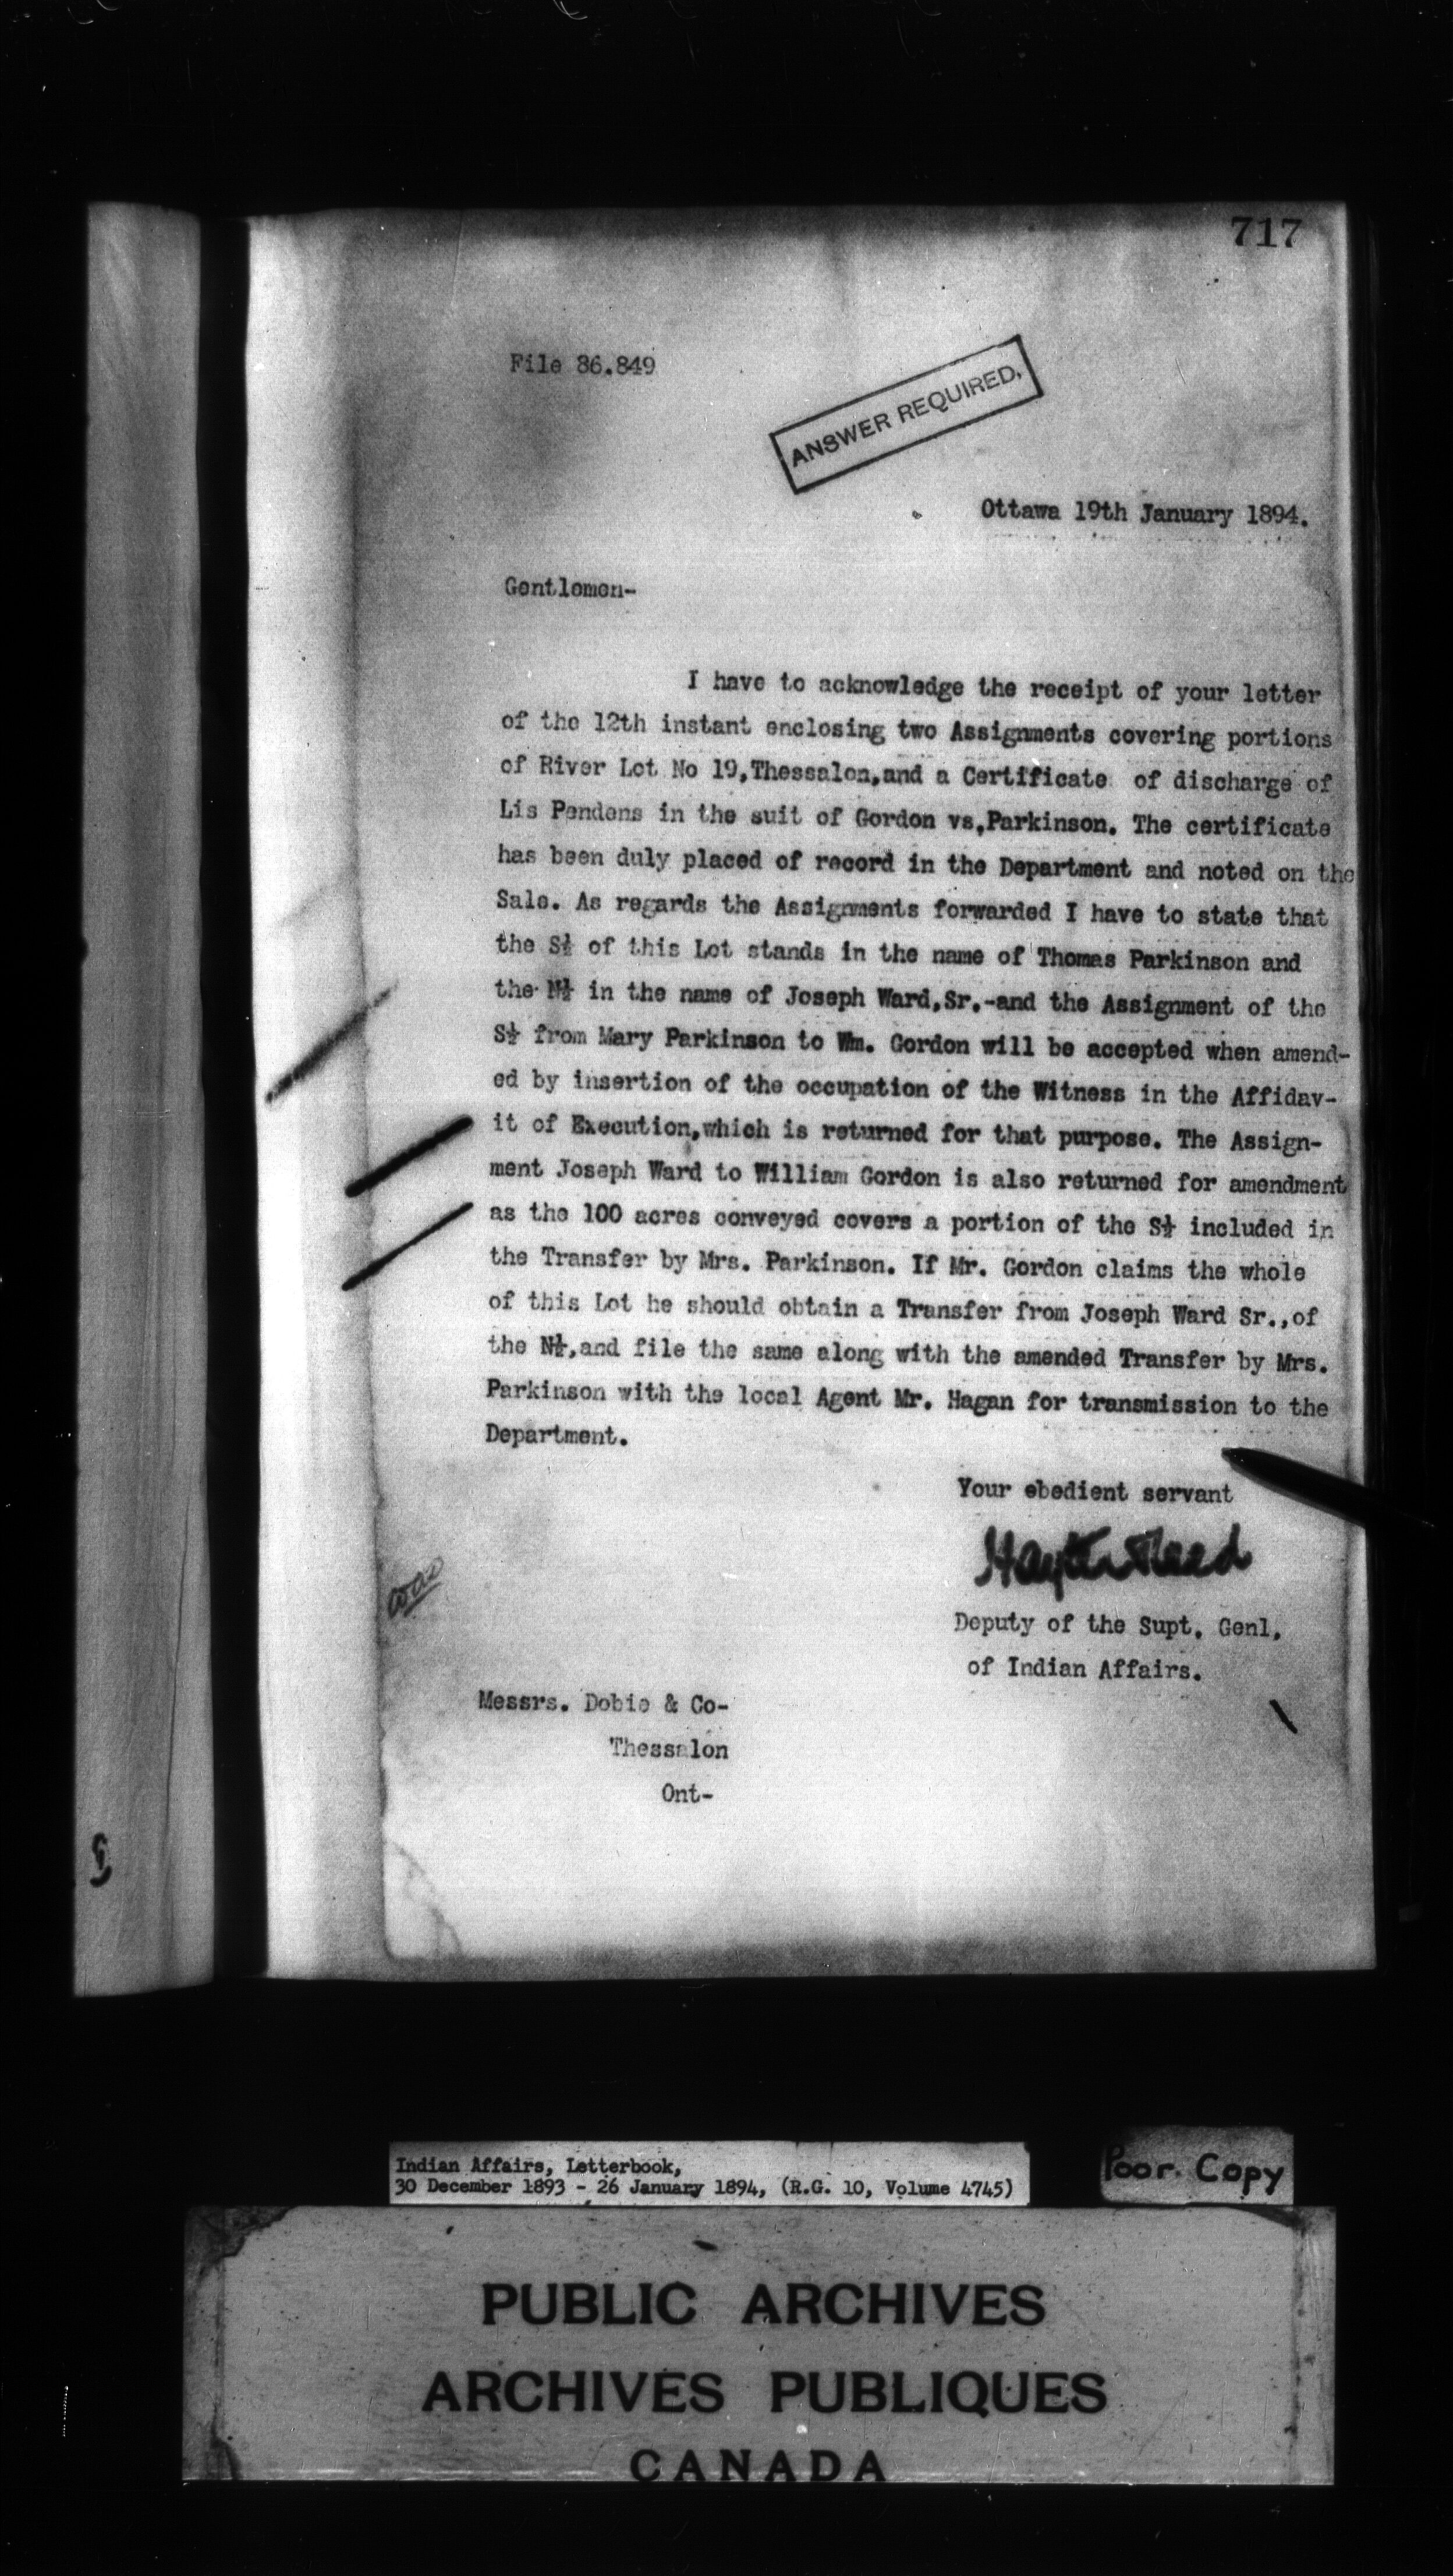 717
File 86.849
ANSWER REQUIRED.
Ottawa 19th January 1894.
Gentlemen-
I have to acknowledge the receipt of your letter
of the 12th instant enclosing two Assignments covering portions
of River Lot No 19,Thessalon,and a Certificate of discharge of
Lis Pendens in the suit of Gordon vs,Parkinson. The certificate
has been duly placed of record in the Department and noted on the
Sale. As regards the Assignments forwarded I have to state that
the S½ of this Lot stands in the name of Thomas Parkinson and
the N½ in the name of Joseph Ward,Sr.-and the Assignment of the
S½ from Mary Parkinson to Wm. Gordon will be accepted when amend-
ed by insertion of the occupation of the Witness in the Affidav-
it of Execution,which is returned for that purpose. The Assign-
ment Joseph Ward to William Gordon is also returned for amendment
as the 100 acres conveyed covers a portion of the S½ included in
the Transfer by Mrs. Parkinson. If Mr. Gordon claims the whole
of this Lot he should obtain a Transfer from Joseph Ward Sr.,of
the N½,and file the same along with the amended Transfer by Mrs.
Parkinson with the local Agent Mr. Hagan for transmission to the
Department.
Your obedient servant
Hayter Reed
Deputy of the Supt. Genl.
of Indian Affairs.
Messrs. Dobie & Co-
Thessalon
Ont-
Indian Affairs, Letterbook,
30 December 1893 - 26 January 1894, (R.G. 10, Volume 4745)
Poor Copy
PUBLIC ARCHIVES
ARCHIVES PUBLIQUES
CANADA